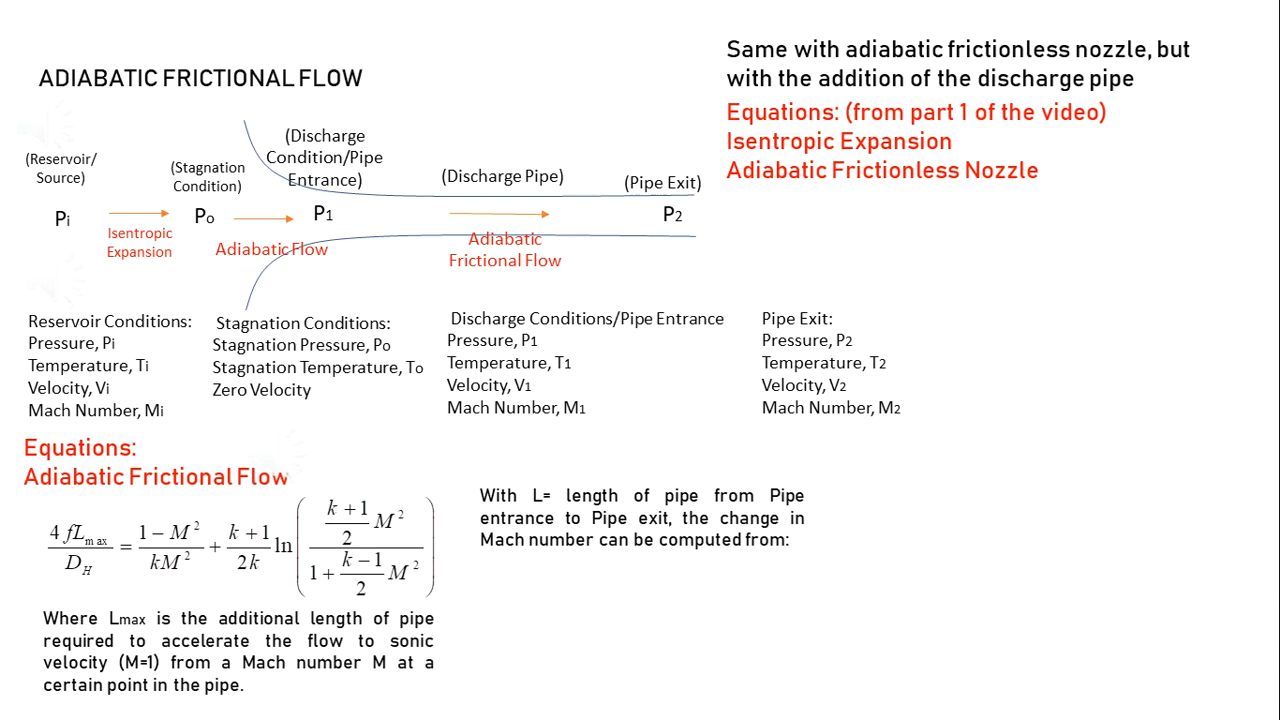 ADIABATIC FRICTIONAL FLOW
Same with adiabatic frictionless nozzle, but
with the addition of the discharge pipe
Equations: (from part 1 of the video)
Isentropic Expansion
Adiabatic Frictionless Nozzle
(Reservoir/
Source)
(Stagnation
Condition)
(Discharge
Condition/Pipe
Entrance)
(Discharge Pipe)
(Pipe Exit)
Pi
Po
P1
P2
Isentropic
Expansion
Adiabatic Flow
Adiabatic
Frictional Flow
Reservoir Conditions:
Pressure, Pi
Temperature, Ti
Velocity, Vi
Mach Number, Mi
Stagnation Conditions:
Stagnation Pressure, Po
Stagnation Temperature, To
Zero Velocity
Discharge Conditions/Pipe Entrance
Pressure, P1
Temperature, T1
Velocity, V1
Mach Number, M1
Pipe Exit:
Pressure, P2
Temperature, T2
Velocity, V2
Mach Number, M2
Equations:
Adiabatic Frictional Flow
4 fL_max / D_H = (1 − M²) / (kM²) + (k + 1) / (2k) ln( ((k + 1) / 2 M²) / (1 + (k − 1) / 2 M²) )
Where Lmax is the additional length of pipe
required to accelerate the flow to sonic
velocity (M=1) from a Mach number M at a
certain point in the pipe.
With L= length of pipe from Pipe
entrance to Pipe exit, the change in
Mach number can be computed from: